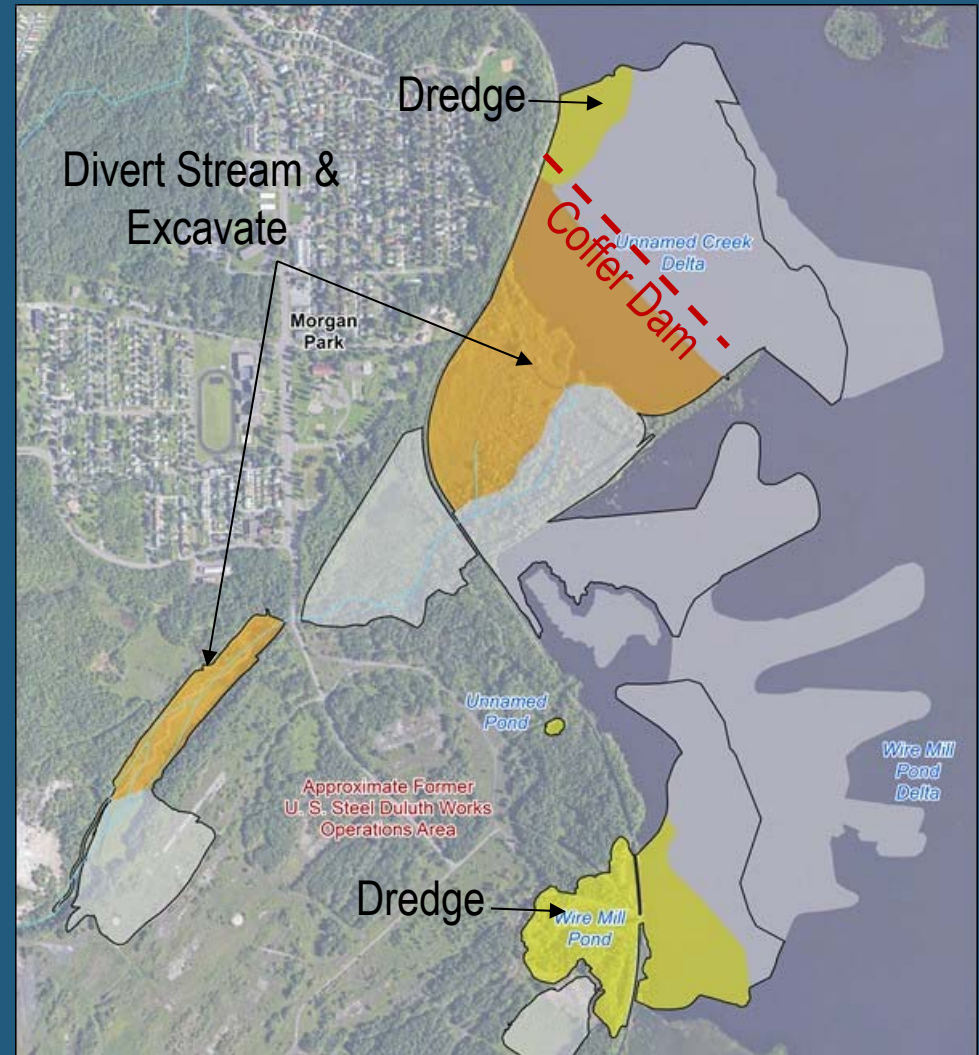 Dredge
Divert Stream &
Excavate
Coffer Dam
Unnamed Creek
Delta
Morgan
Park
Unnamed
Pond
Wire Mill
Pond
Delta
Approximate Former
U. S. Steel Duluth Works
Operations Area
Dredge
Wire Mill
Pond